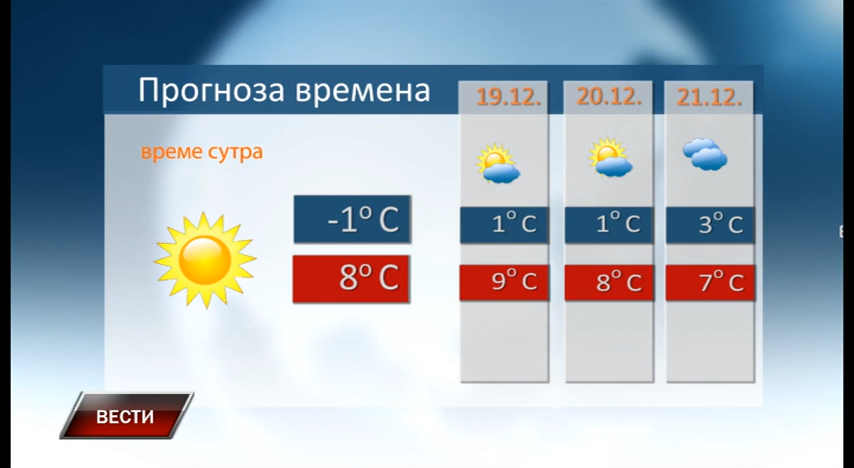 Прогноза времена
време сутра
-1° C
8° C
19.12.
1° C
9° C
20.12.
1° C
8° C
21.12.
3° C
7° C
ВЕСТИ